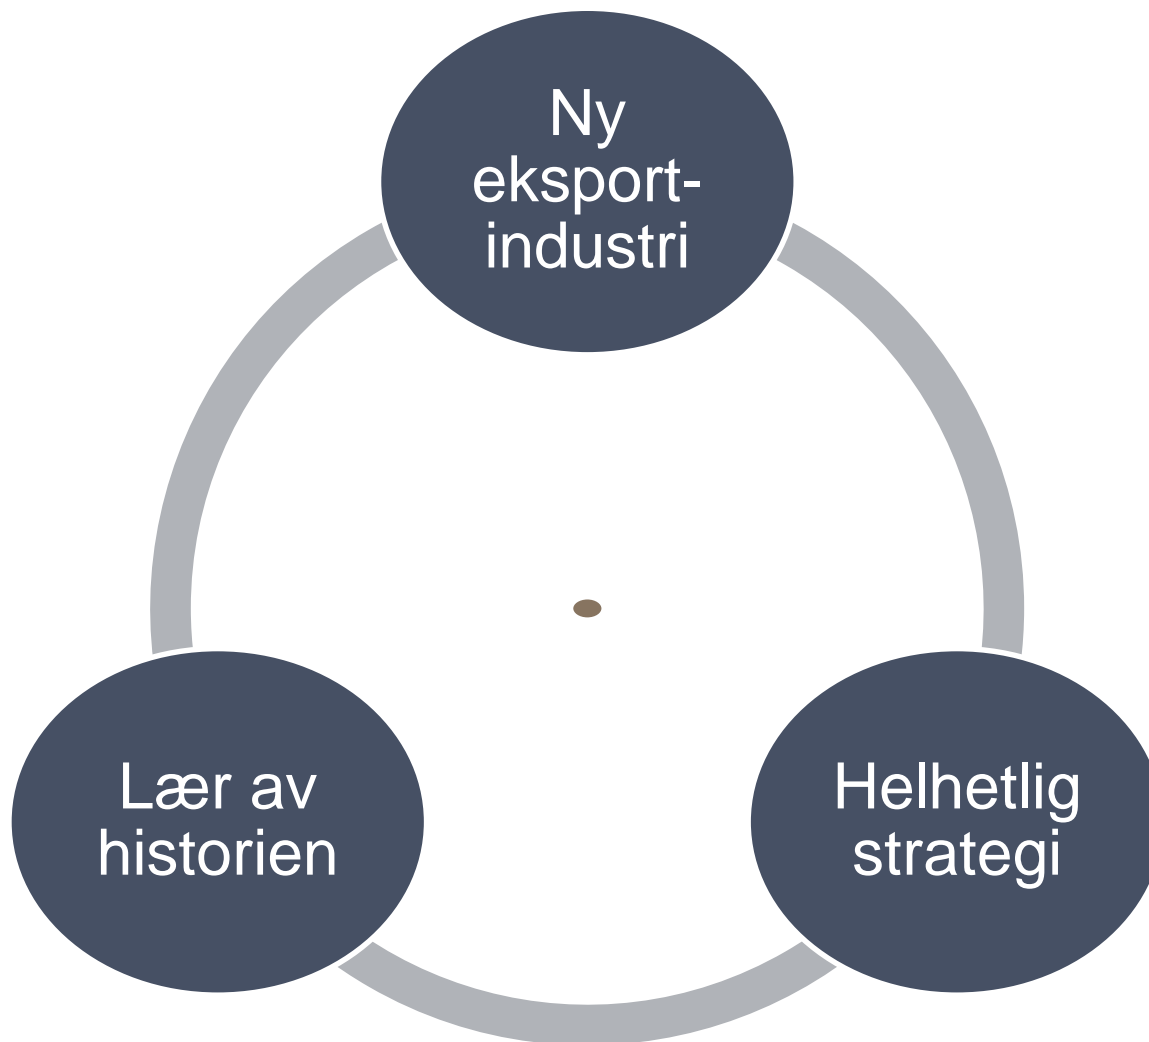 Ny
eksport-
industri
Lær av
historien
Helhetlig
strategi